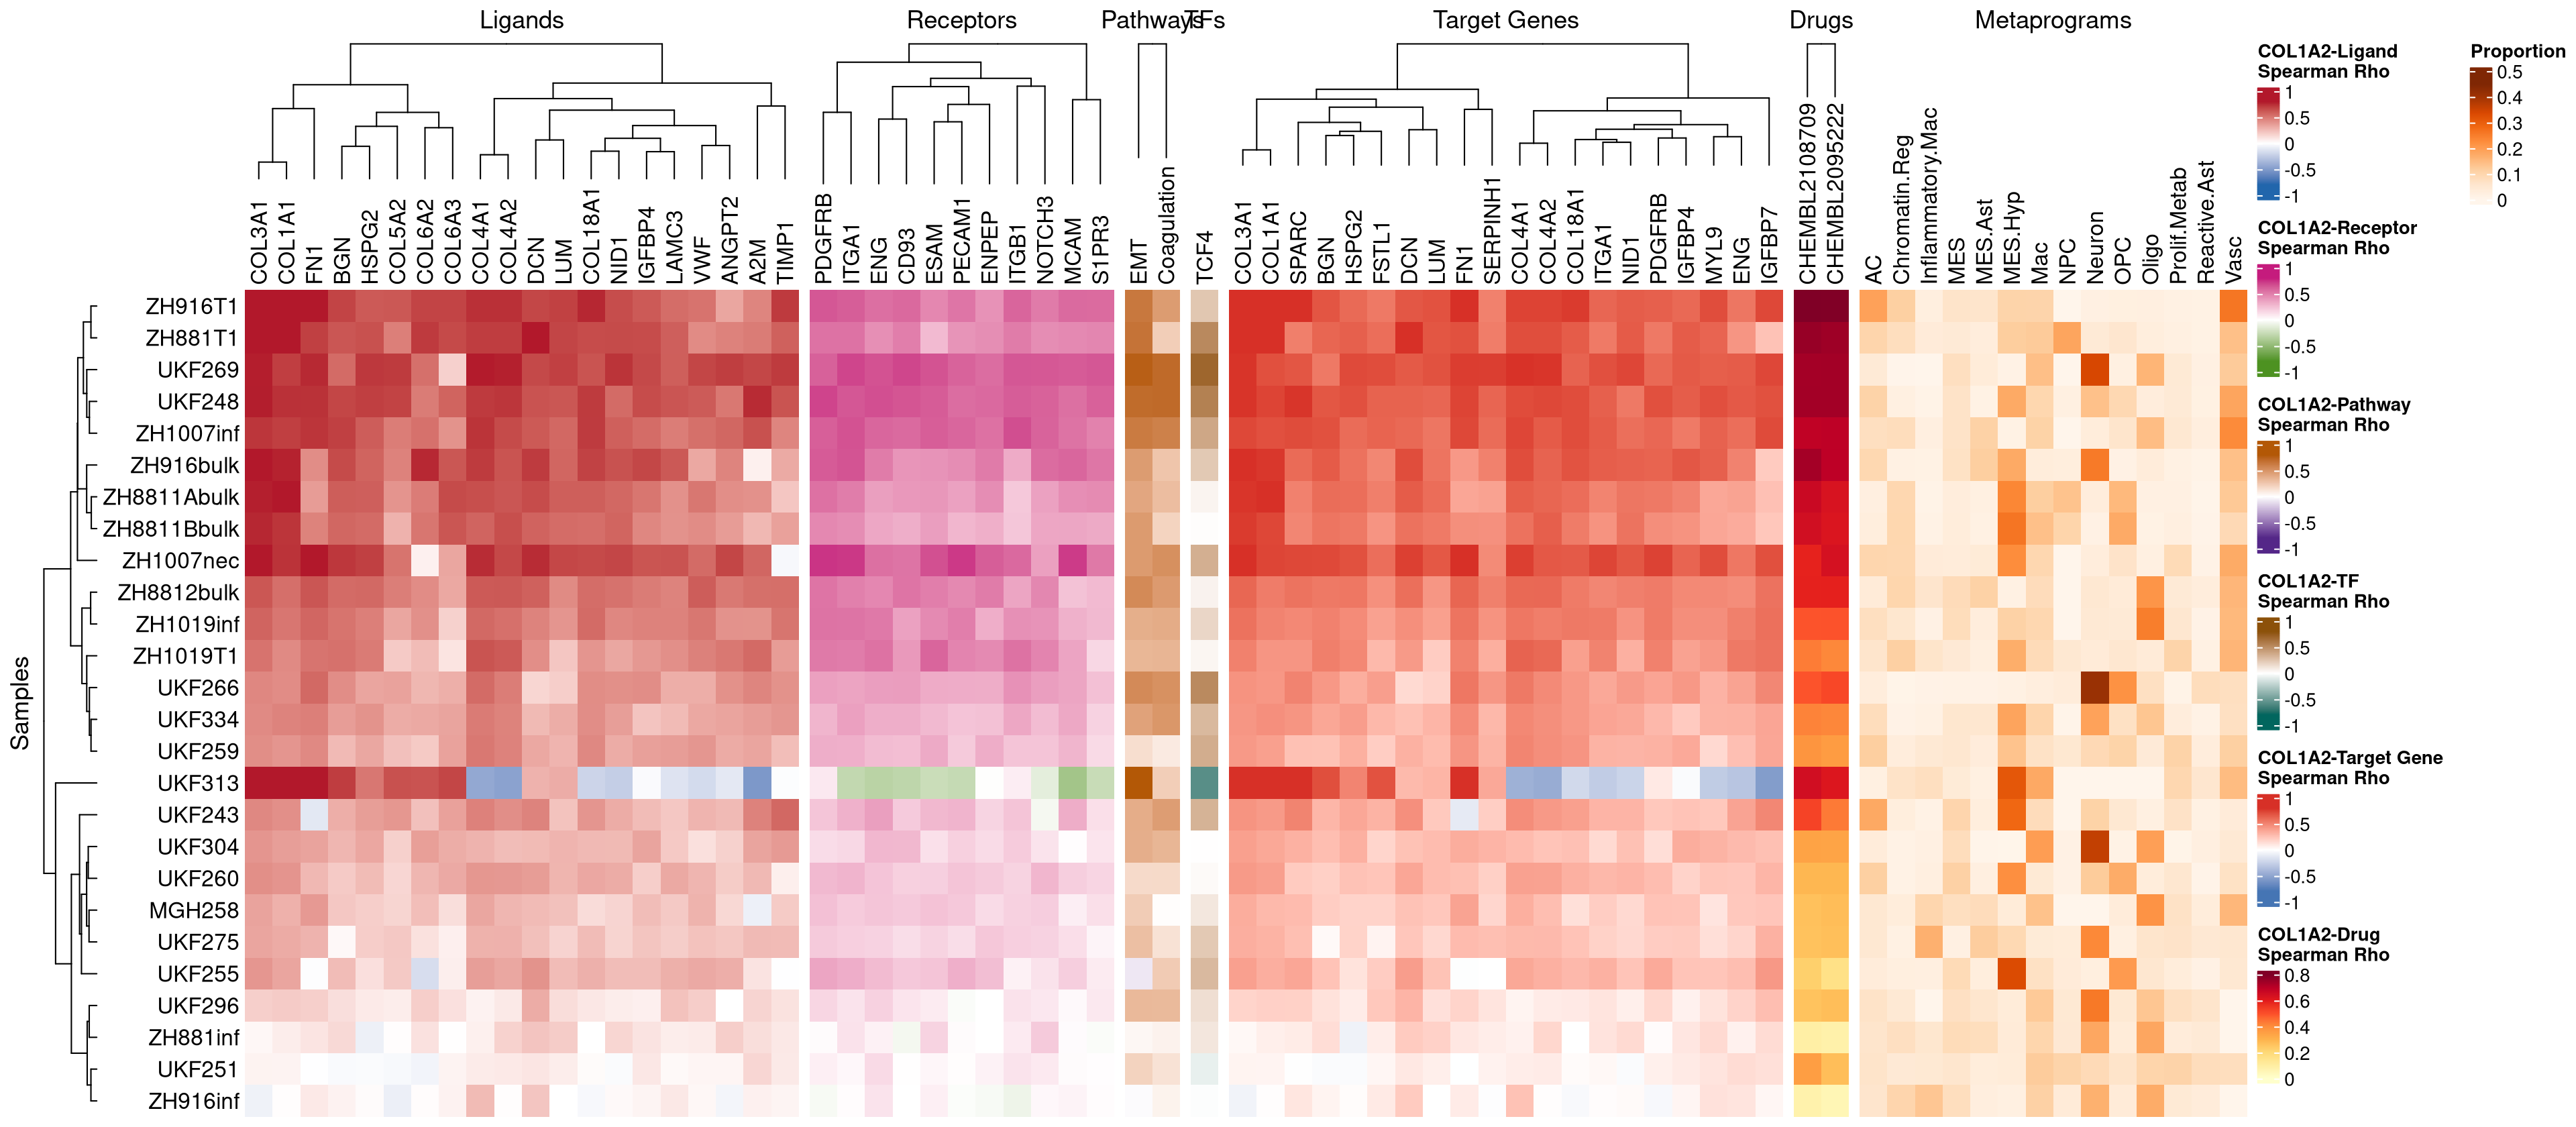 Ligands
Receptors
Pathways
TFs
Target Genes
Drugs
Metaprograms
COL3A1
COL1A1
FN1
BGN
HSPG2
COL5A2
COL6A2
COL6A3
COL4A1
COL4A2
DCN
LUM
COL18A1
NID1
IGFBP4
LAMC3
VWF
ANGPT2
A2M
TIMP1
PDGFRB
ITGA1
ENG
CD93
ESAM
PECAM1
ENPEP
ITGB1
NOTCH3
MCAM
S1PR3
EMT
Coagulation
TCF4
COL3A1
COL1A1
SPARC
BGN
HSPG2
FSTL1
DCN
LUM
FN1
SERPINH1
COL4A1
COL4A2
COL18A1
ITGA1
NID1
PDGFRB
IGFBP4
MYL9
ENG
IGFBP7
CHEMBL2108709
CHEMBL2095222
AC
Chromatin.Reg
Inflammatory.Mac
MES
MES.Ast
MES.Hyp
Mac
NPC
Neuron
OPC
Oligo
Prolif.Metab
Reactive.Ast
Vasc
Samples
ZH916T1
ZH881T1
UKF269
UKF248
ZH1007inf
ZH916bulk
ZH8811Abulk
ZH8811Bbulk
ZH1007nec
ZH8812bulk
ZH1019inf
ZH1019T1
UKF266
UKF334
UKF259
UKF313
UKF243
UKF304
UKF260
MGH258
UKF275
UKF255
UKF296
ZH881inf
UKF251
ZH916inf
COL1A2-Ligand
Spearman Rho
1
0.5
0
-0.5
-1
COL1A2-Receptor
Spearman Rho
1
0.5
0
-0.5
-1
COL1A2-Pathway
Spearman Rho
1
0.5
0
-0.5
-1
COL1A2-TF
Spearman Rho
1
0.5
0
-0.5
-1
COL1A2-Target Gene
Spearman Rho
1
0.5
0
-0.5
-1
COL1A2-Drug
Spearman Rho
0.8
0.6
0.4
0.2
0
Proportion
0.5
0.4
0.3
0.2
0.1
0